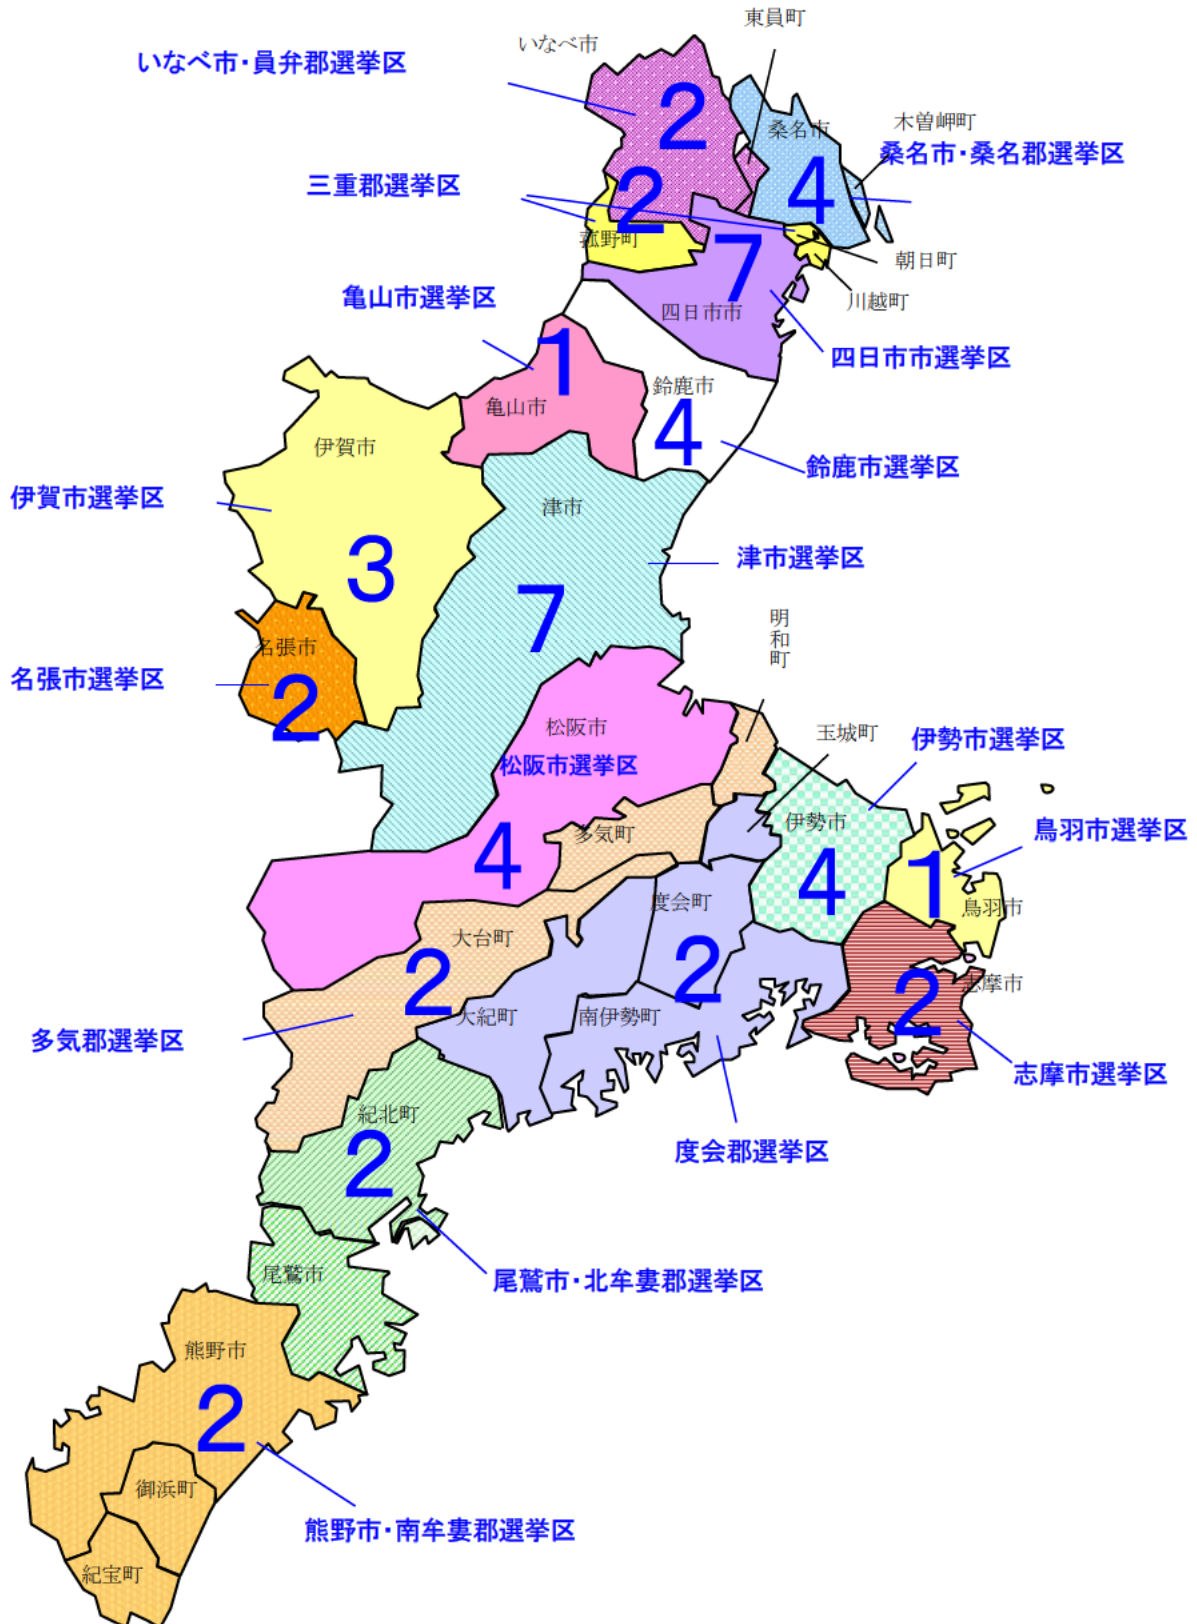 東員町
いなべ市
いなべ市・員弁郡選挙区
2
桑名市
木曽岬町
桑名市・桑名郡選挙区
4
三重郡選挙区
2
菰野町
7
朝日町
川越町
亀山市選挙区
四日市市
四日市市選挙区
1
亀山市
鈴鹿市
4
鈴鹿市選挙区
伊賀市
伊賀市選挙区
3
津市
津市選挙区
7
明和町
名張市
名張市選挙区
2
松阪市
松阪市選挙区
4
玉城町
伊勢市選挙区
伊勢市
4
鳥羽市選挙区
1
鳥羽市
多気町
度会町
2
大台町
2
志摩市
2
大紀町
南伊勢町
多気郡選挙区
志摩市選挙区
度会郡選挙区
紀北町
2
尾鷲市
尾鷲市・北牟婁郡選挙区
熊野市
2
御浜町
熊野市・南牟婁郡選挙区
紀宝町